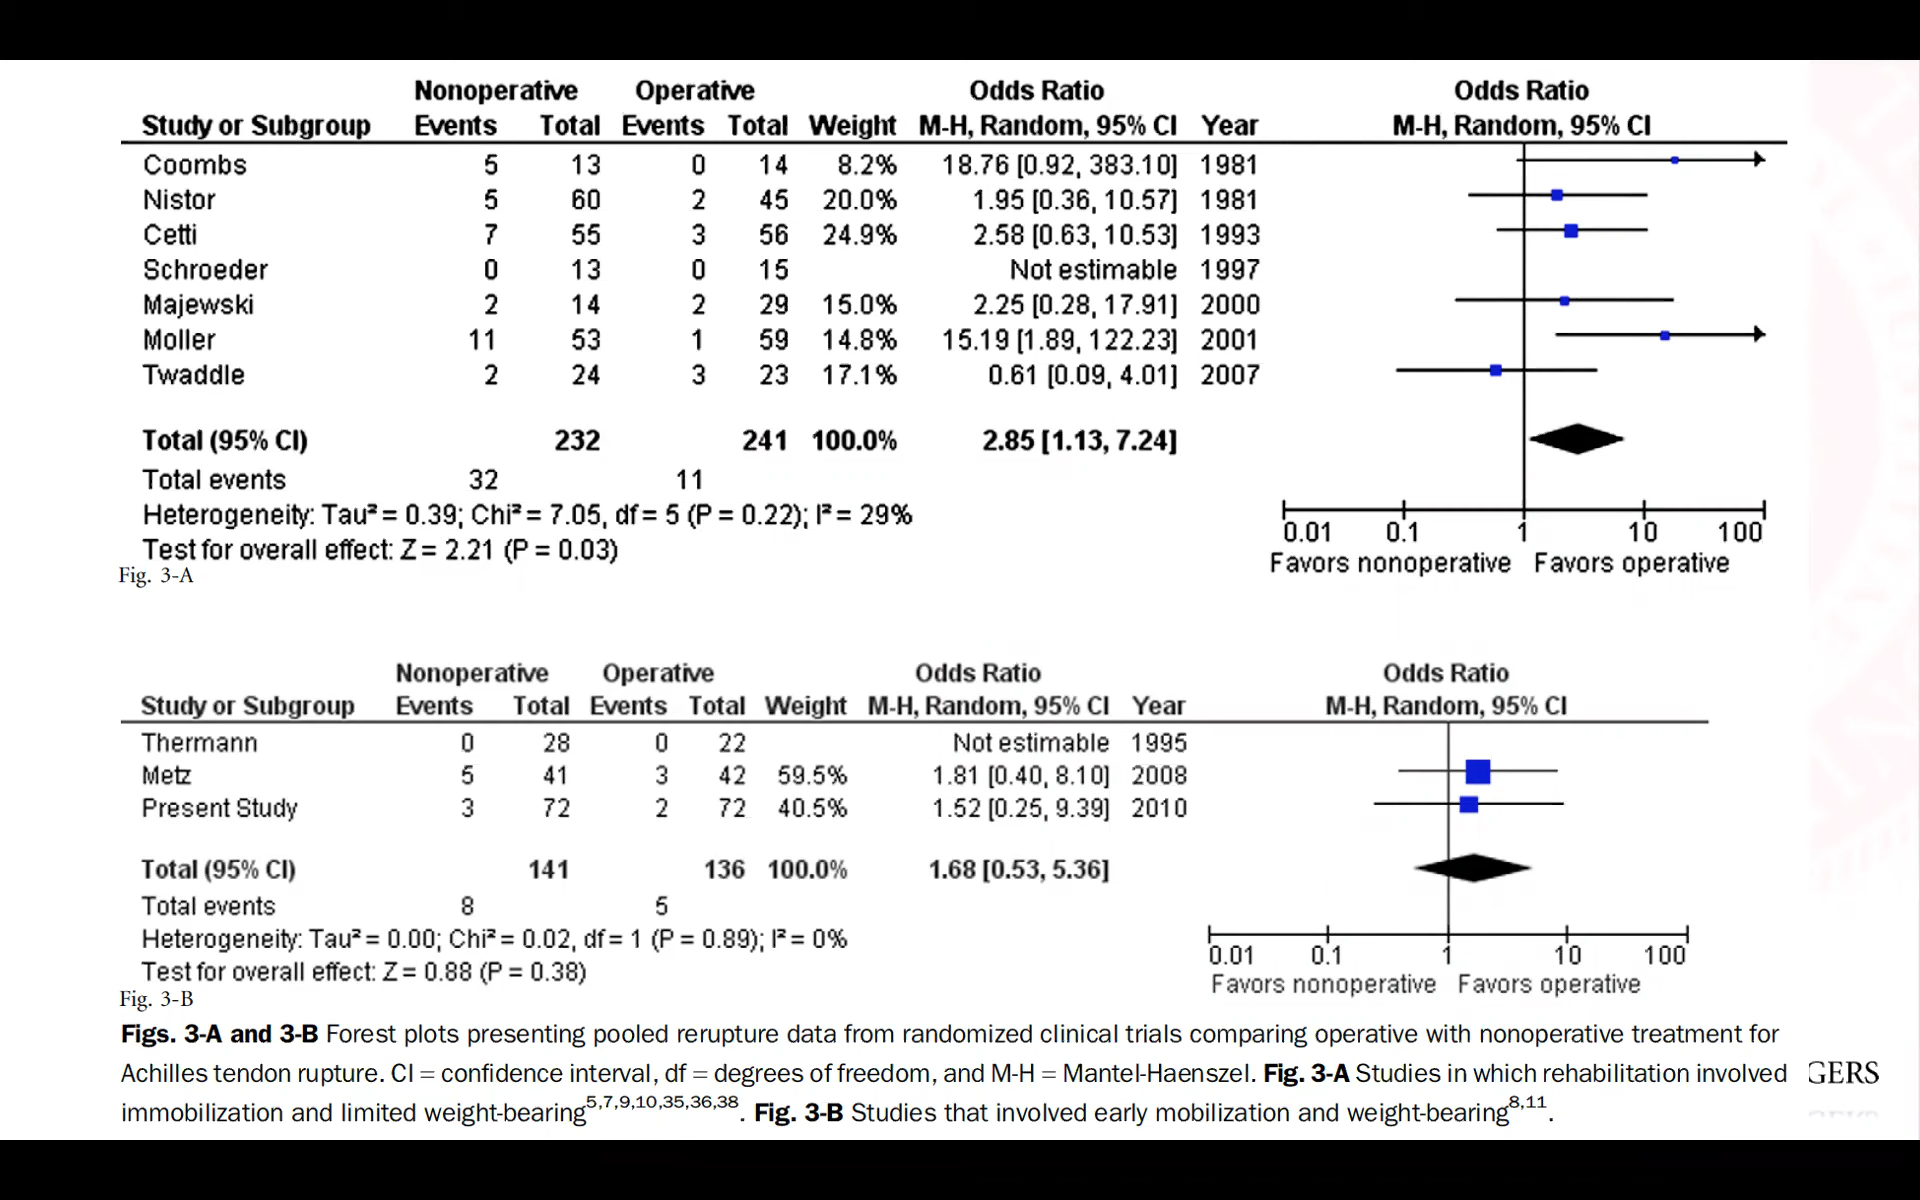 Nonoperative Operative Odds Ratio Odds Ratio
Study or Subgroup Events Total Events Total Weight M-H, Random, 95% CI Year M-H, Random, 95% CI
Coombs 5 13 0 14 8.2% 18.76 [0.92, 383.10] 1981
Nistor 5 60 2 45 20.0% 1.95 [0.36, 10.57] 1981
Cetti 7 55 3 56 24.9% 2.58 [0.63, 10.53] 1993
Schroeder 0 13 0 15 Not estimable 1997
Majewski 2 14 2 29 15.0% 2.25 [0.28, 17.91] 2000
Moller 11 53 1 59 14.8% 15.19 [1.89, 122.23] 2001
Twaddle 2 24 3 23 17.1% 0.61 [0.09, 4.01] 2007
Total (95% CI) 232 241 100.0% 2.85 [1.13, 7.24]
Total events 32 11
Heterogeneity: Tau² = 0.39; Chi² = 7.05, df = 5 (P = 0.22); I² = 29%
Test for overall effect: Z = 2.21 (P = 0.03)
0.01 0.1 1 10 100
Favors nonoperative Favors operative
Fig. 3-A
Nonoperative Operative Odds Ratio Odds Ratio
Study or Subgroup Events Total Events Total Weight M-H, Random, 95% CI Year M-H, Random, 95% CI
Thermann 0 28 0 22 Not estimable 1995
Metz 5 41 3 42 59.5% 1.81 [0.40, 8.10] 2008
Present Study 3 72 2 72 40.5% 1.52 [0.25, 9.39] 2010
Total (95% CI) 141 136 100.0% 1.68 [0.53, 5.36]
Total events 8 5
Heterogeneity: Tau² = 0.00; Chi² = 0.02, df = 1 (P = 0.89); I² = 0%
Test for overall effect: Z = 0.88 (P = 0.38)
0.01 0.1 1 10 100
Favors nonoperative Favors operative
Fig. 3-B
Figs. 3-A and 3-B Forest plots presenting pooled rerupture data from randomized clinical trials comparing operative with nonoperative treatment for
Achilles tendon rupture. CI = confidence interval, df = degrees of freedom, and M-H = Mantel-Haenszel. Fig. 3-A Studies in which rehabilitation involved
immobilization and limited weight-bearing5,7,9,10,35,36,38. Fig. 3-B Studies that involved early mobilization and weight-bearing8,11.
GERS